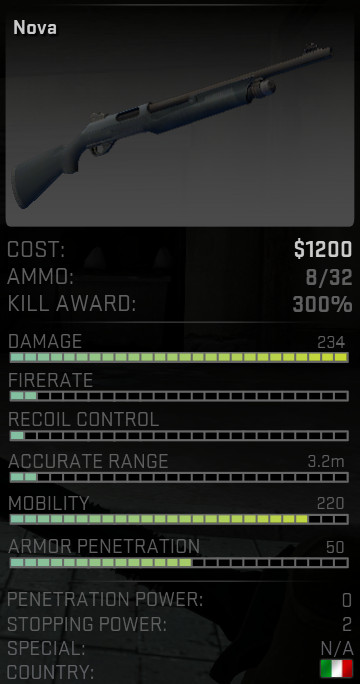 Nova
COST: $1200
AMMO: 8/32
KILL AWARD: 300%
DAMAGE 234
FIRERATE
RECOIL CONTROL
ACCURATE RANGE 3.2m
MOBILITY 220
ARMOR PENETRATION 50
PENETRATION POWER: 0
STOPPING POWER: 2
SPECIAL: N/A
COUNTRY: